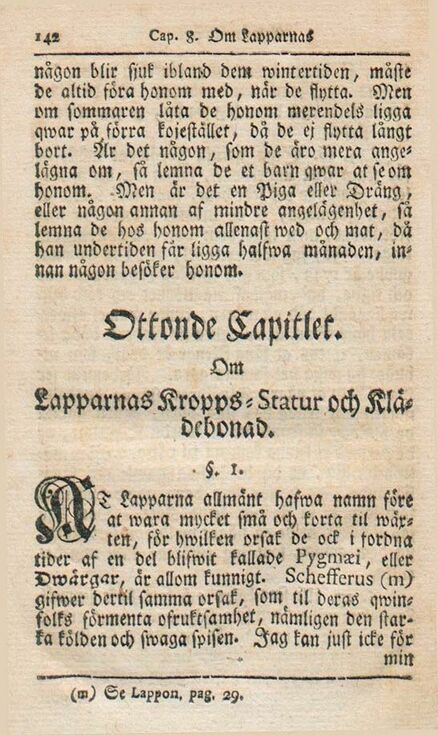 142 Cap. 8. Om Lapparnas
någon blir siuk ibland dem wintertiden, måste
de altid föra honom med, när de flytta. Men
om sommaren låta de honom merendels ligga
qwar på förra kojestället, då de ej flytta långt
bort. Är det någon, som de äro mera ange-
lägna om, så lemna de et barn qwar at se om
honom. Men är det en Piga eller Dräng,
eller någon annan af mindre angelägenhet, så
lemna de hos honom allenast wed och mat, då
han undertiden får ligga halfwa månaden, in-
nan någon besöker honom.
Ottonde Capitlet.
Om
Lapparnas Kropps-Statur och Klä-
debonad.
§. 1.
AT Lapparna allmänt hafwa namn före
at wara mycket små och korta til wäx-
ten, för hwilken orsak de ock i fordna
tider af en del blifwit kallade Pygmæi, eller
Dwärgar, är allom kunnigt. Schefferus (m)
gifwer dertil samma orsak, som til deras qwin-
folks förmenta ofruktsamhet, nämligen den star-
ka kölden och swaga spisen. Jag kan just icke för
min
(m) Se Lappon, pag. 29.